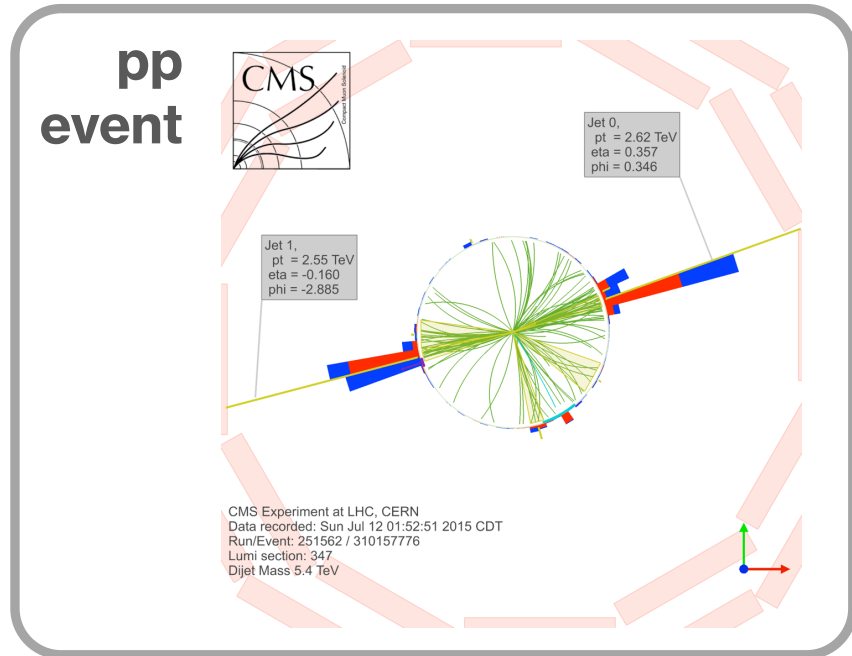 pp
event
CMS
Compact Muon Solenoid
Jet 0,
pt = 2.62 TeV
eta = 0.357
phi = 0.346
Jet 1,
pt = 2.55 TeV
eta = -0.160
phi = -2.885
CMS Experiment at LHC, CERN
Data recorded: Sun Jul 12 01:52:51 2015 CDT
Run/Event: 251562 / 310157776
Lumi section: 347
Dijet Mass 5.4 TeV